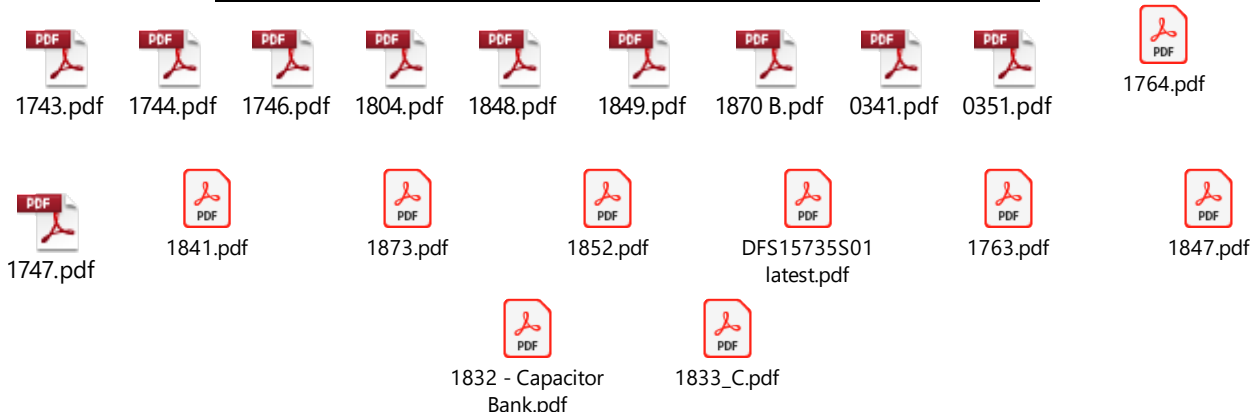 PDF PDF PDF PDF PDF PDF PDF PDF PDF PDF
1743.pdf 1744.pdf 1746.pdf 1804.pdf 1848.pdf 1849.pdf 1870 B.pdf 0341.pdf 0351.pdf 1764.pdf
PDF PDF PDF PDF PDF PDF PDF
1747.pdf 1841.pdf 1873.pdf 1852.pdf DFS15735S01 1763.pdf 1847.pdf
latest.pdf
PDF PDF
1832 - Capacitor 1833_C.pdf
Bank.pdf